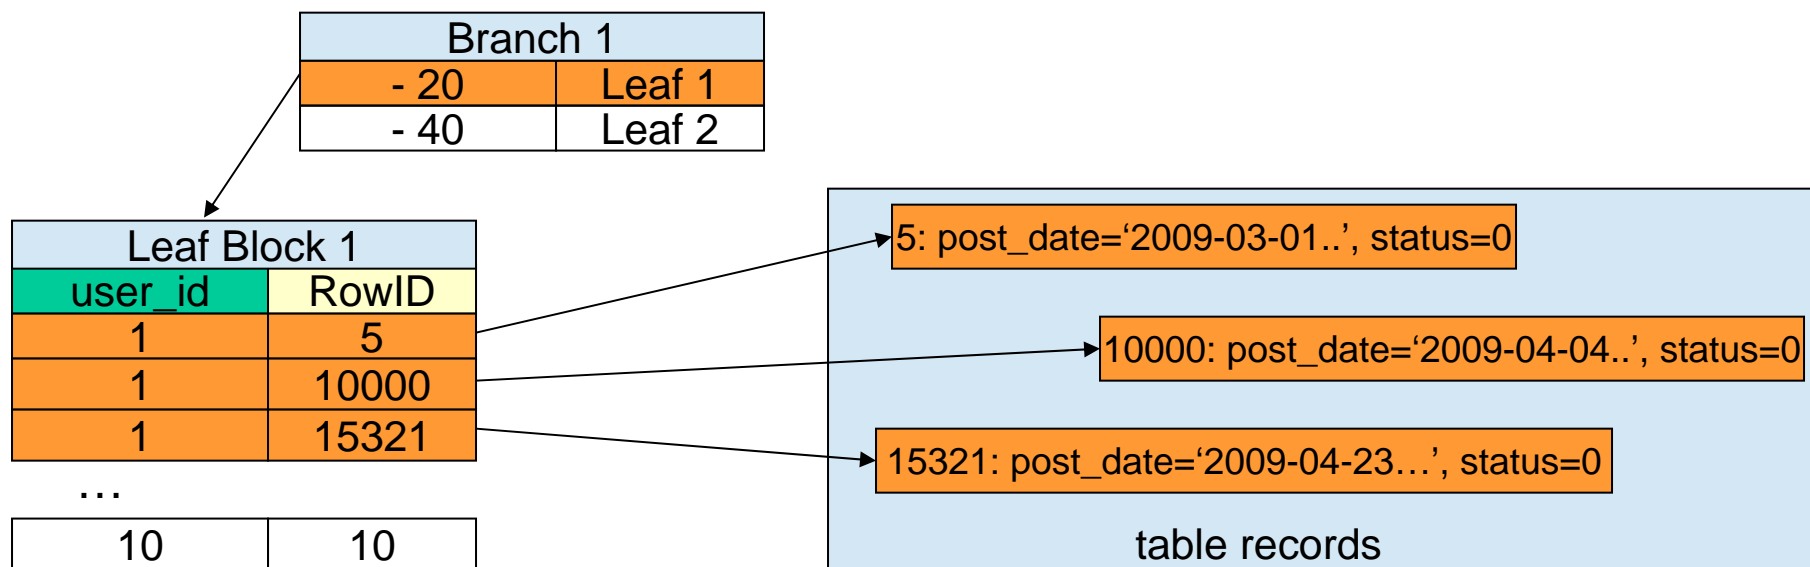 Branch 1
- 20 Leaf 1
- 40 Leaf 2
Leaf Block 1
user_id RowID
1 5
1 10000
1 15321
…
10 10
5: post_date=‘2009-03-01..’, status=0
10000: post_date=‘2009-04-04..’, status=0
15321: post_date=‘2009-04-23…’, status=0
table records